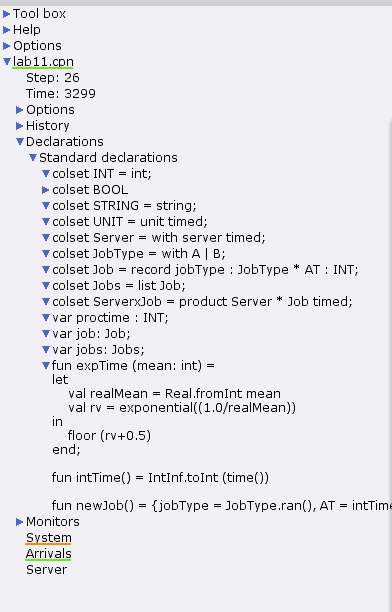 Tool box
Help
Options
lab11.cpn
Step: 26
Time: 3299
Options
History
Declarations
Standard declarations
colset INT = int;
colset BOOL
colset STRING = string;
colset UNIT = unit timed;
colset Server = with server timed;
colset JobType = with A | B;
colset Job = record jobType : JobType * AT : INT;
colset Jobs = list Job;
colset ServerxJob = product Server * Job timed;
var proctime : INT;
var job: Job;
var jobs: Jobs;
fun expTime (mean: int) =
let
val realMean = Real.fromInt mean
val rv = exponential((1.0/realMean))
in
floor (rv+0.5)
end;
fun intTime() = IntInf.toInt (time())
fun newJob() = {jobType = JobType.ran(), AT = intTime
Monitors
System
Arrivals
Server